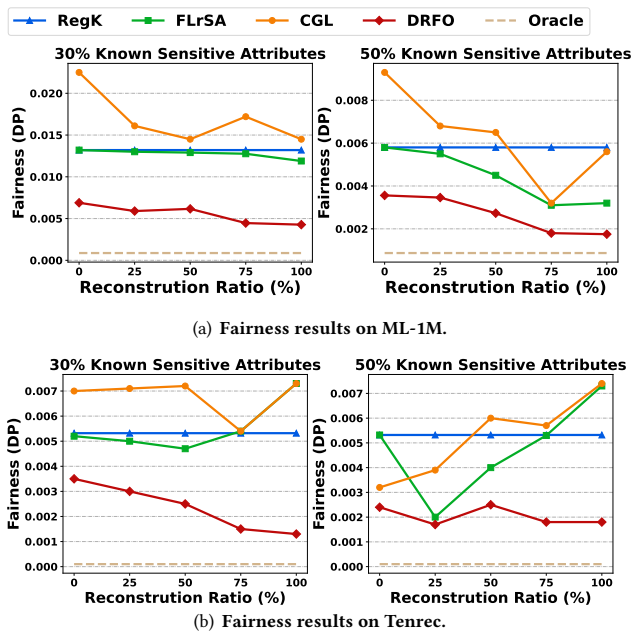 RegK FLrSA CGL DRFO Oracle
30% Known Sensitive Attributes 50% Known Sensitive Attributes
Fairness (DP)
0.020
0.015
0.010
0.005
0.000
0 25 50 75 100
Reconstrution Ratio (%)
Fairness (DP)
0.008
0.006
0.004
0.002
0 25 50 75 100
Reconstrution Ratio (%)
(a) Fairness results on ML-1M.
30% Known Sensitive Attributes 50% Known Sensitive Attributes
Fairness (DP)
0.007
0.006
0.005
0.004
0.003
0.002
0.001
0.000
0 25 50 75 100
Reconstrution Ratio (%)
Fairness (DP)
0.007
0.006
0.005
0.004
0.003
0.002
0.001
0.000
0 25 50 75 100
Reconstrution Ratio (%)
(b) Fairness results on Tenrec.